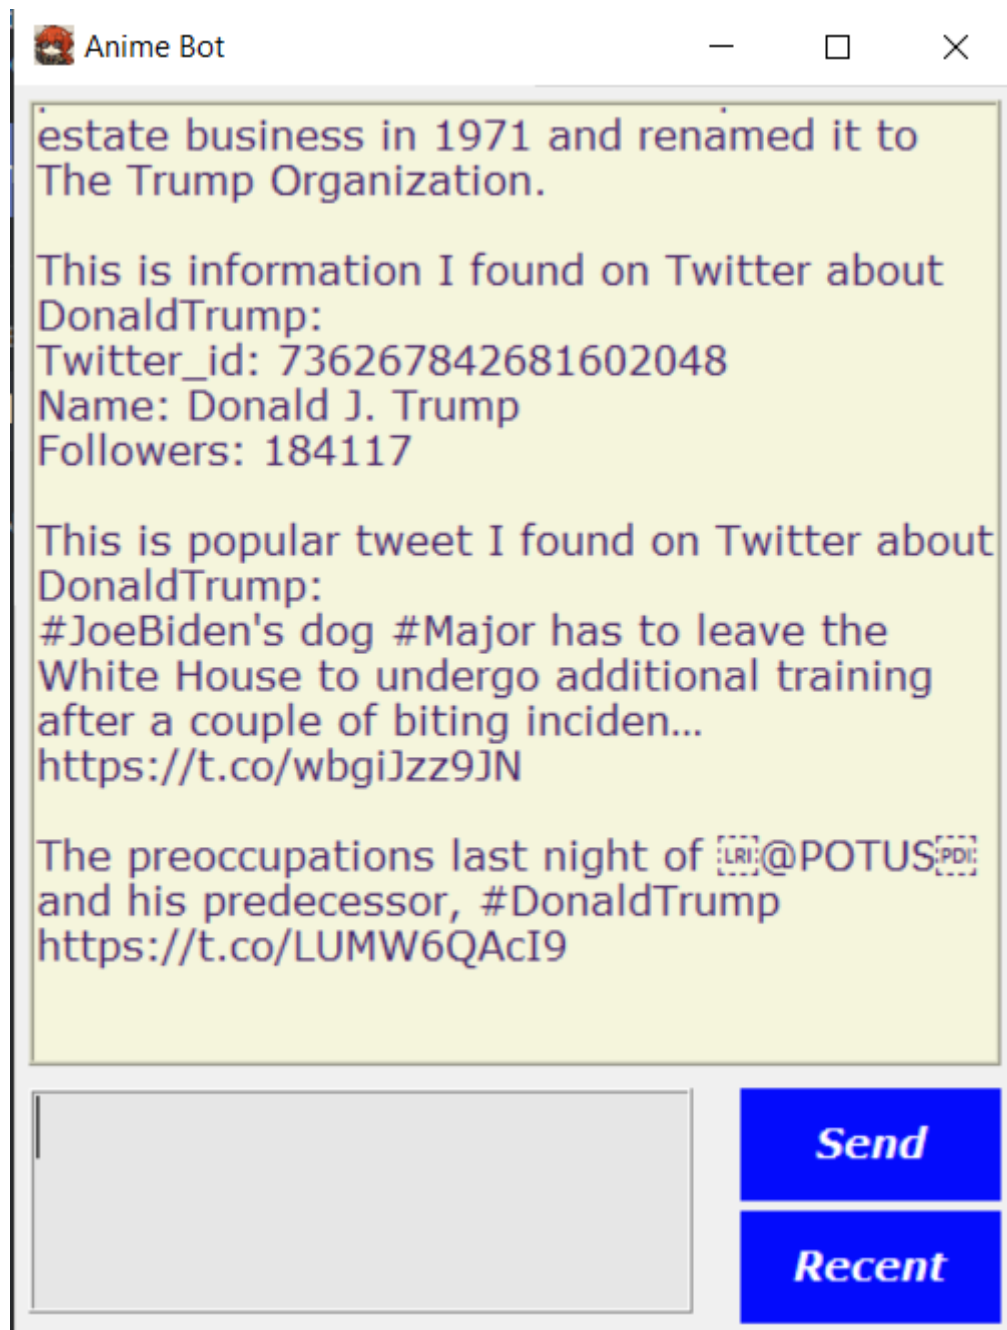 Anime Bot
estate business in 1971 and renamed it to
The Trump Organization.
This is information I found on Twitter about
DonaldTrump:
Twitter_id: 736267842681602048
Name: Donald J. Trump
Followers: 184117
This is popular tweet I found on Twitter about
DonaldTrump:
#JoeBiden's dog #Major has to leave the
White House to undergo additional training
after a couple of biting inciden…
https://t.co/wbgiJzz9JN
The preoccupations last night of LRI@POTUSPDI
and his predecessor, #DonaldTrump
https://t.co/LUMW6QAcI9
Send
Recent